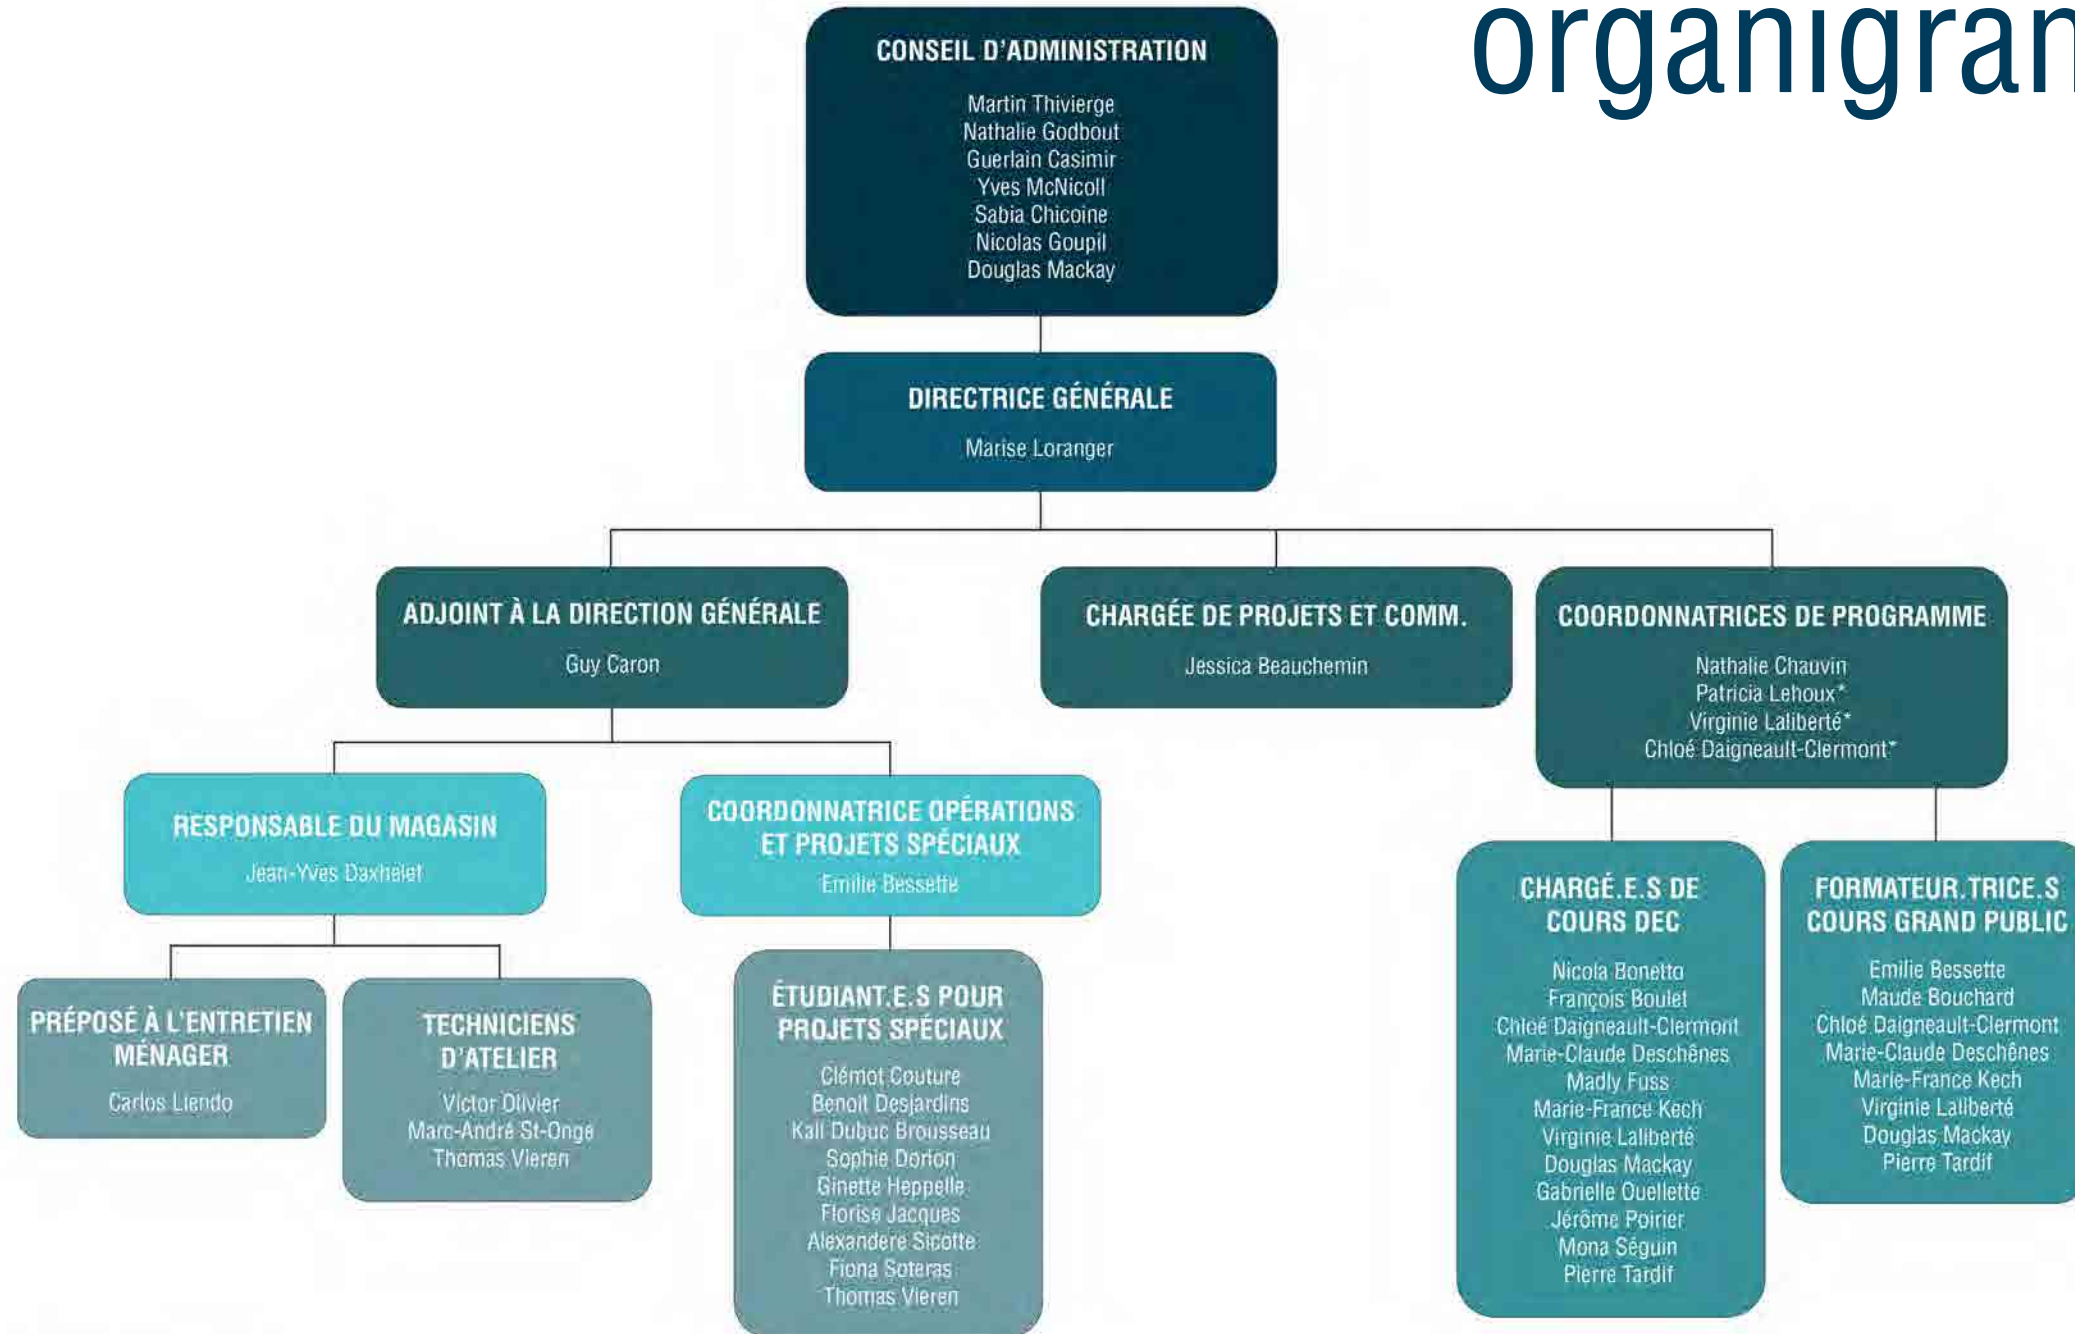 organigram
CONSEIL D'ADMINISTRATION
Martin Thivierge
Nathalie Godbout
Guerlain Casimir
Yves McNicoll
Sabia Chicoine
Nicolas Goupil
Douglas Mackay
DIRECTRICE GÉNÉRALE
Marise Loranger
ADJOINT À LA DIRECTION GÉNÉRALE
Guy Caron
CHARGÉE DE PROJETS ET COMM.
Jessica Beauchemin
COORDONNATRICES DE PROGRAMME
Nathalie Chauvin
Patricia Lehoux*
Virginie Laliberté*
Chloé Daigneault-Clermont*
RESPONSABLE DU MAGASIN
Jean-Yves Daxhelet
COORDONNATRICE OPÉRATIONS
ET PROJETS SPÉCIAUX
Emilie Bessette
PRÉPOSÉ À L'ENTRETIEN
MÉNAGER
Carlos Liendo
TECHNICIENS
D'ATELIER
Victor Olivier
Marc-André St-Onge
Thomas Vieren
ÉTUDIANT.E.S POUR
PROJETS SPÉCIAUX
Clémot Couture
Benoit Desjardins
Kali Dubuc Brousseau
Sophie Dorion
Ginette Heppelle
Florise Jacques
Alexandere Sicotte
Fiona Soteras
Thomas Vieren
CHARGÉ.E.S DE
COURS DEC
Nicola Bonetto
François Boulet
Chloé Daigneault-Clermont
Marie-Claude Deschênes
Madly Fuss
Marie-France Kech
Virginie Laliberté
Douglas Mackay
Gabrielle Ouellette
Jérôme Poirier
Mona Séguin
Pierre Tardif
FORMATEUR.TRICE.S
COURS GRAND PUBLIC
Emilie Bessette
Maude Bouchard
Chloé Daigneault-Clermont
Marie-Claude Deschênes
Marie-France Kech
Virginie Laliberté
Douglas Mackay
Pierre Tardif